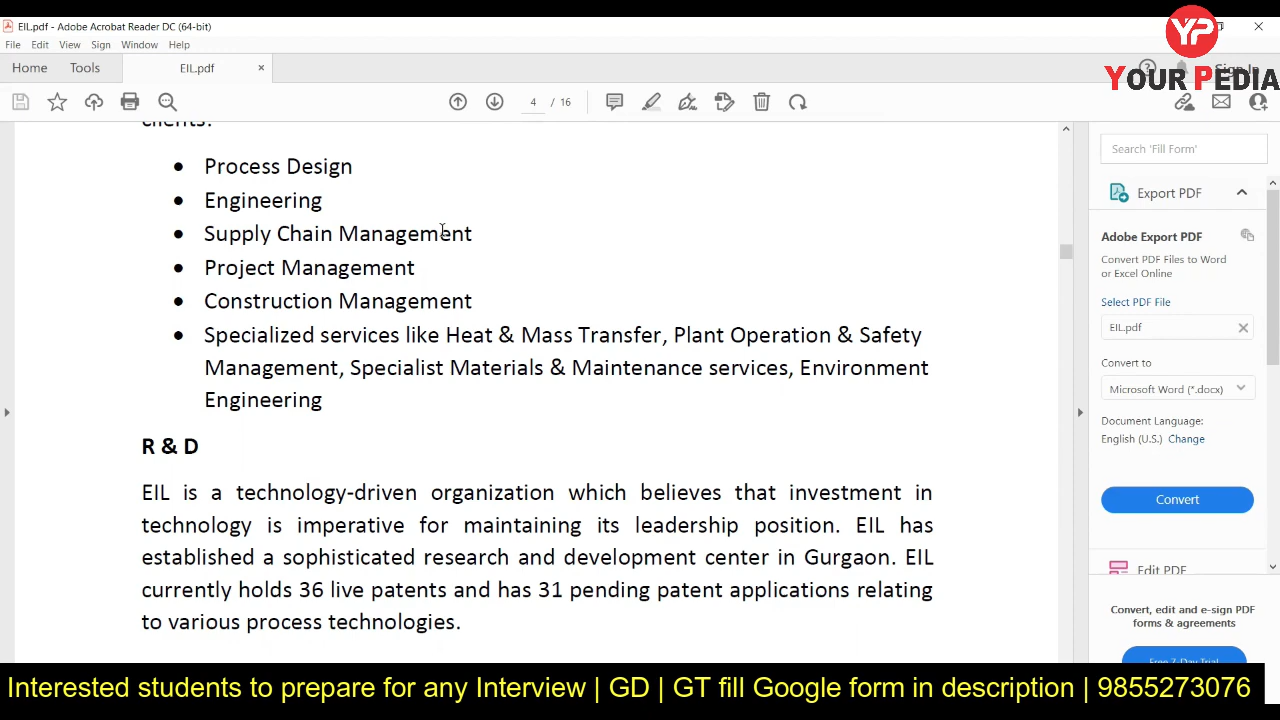 EIL.pdf - Adobe Acrobat Reader DC (64-bit)
File Edit View Sign Window Help
YP
YOUR PEDIA
Home Tools EIL.pdf × Sign In
4 / 16
clients:
• Process Design
• Engineering
• Supply Chain Management
• Project Management
• Construction Management
• Specialized services like Heat & Mass Transfer, Plant Operation & Safety
Management, Specialist Materials & Maintenance services, Environment
Engineering
R & D
EIL is a technology-driven organization which believes that investment in
technology is imperative for maintaining its leadership position. EIL has
established a sophisticated research and development center in Gurgaon. EIL
currently holds 36 live patents and has 31 pending patent applications relating
to various process technologies.
Search 'Fill Form'
Export PDF
Adobe Export PDF
Convert PDF Files to Word
or Excel Online
Select PDF File
EIL.pdf
Convert to
Microsoft Word (*.docx)
Document Language:
English (U.S.) Change
Convert
Edit PDF
Convert, edit and e-sign PDF
forms & agreements
Free 7-Day Trial
Interested students to prepare for any Interview | GD | GT fill Google form in description | 9855273076